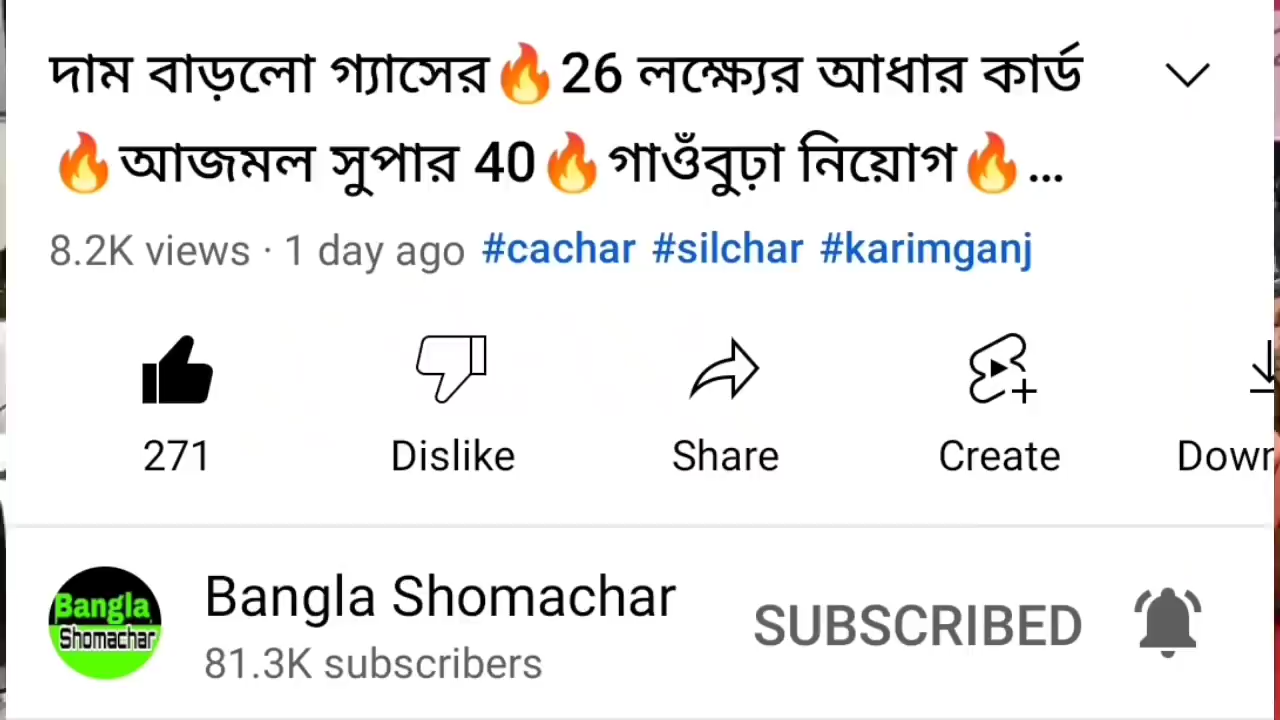 দাম বাড়লো গ্যাসের🔥26 লক্ষ্যের আধার কার্ড
🔥আজমল সুপার 40🔥গাওঁবুঢ়া নিয়োগ🔥...
8.2K views · 1 day ago #cachar #silchar #karimganj
271 Dislike Share Create Down
Bangla Shomachar
Bangla Shomachar
81.3K subscribers
SUBSCRIBED